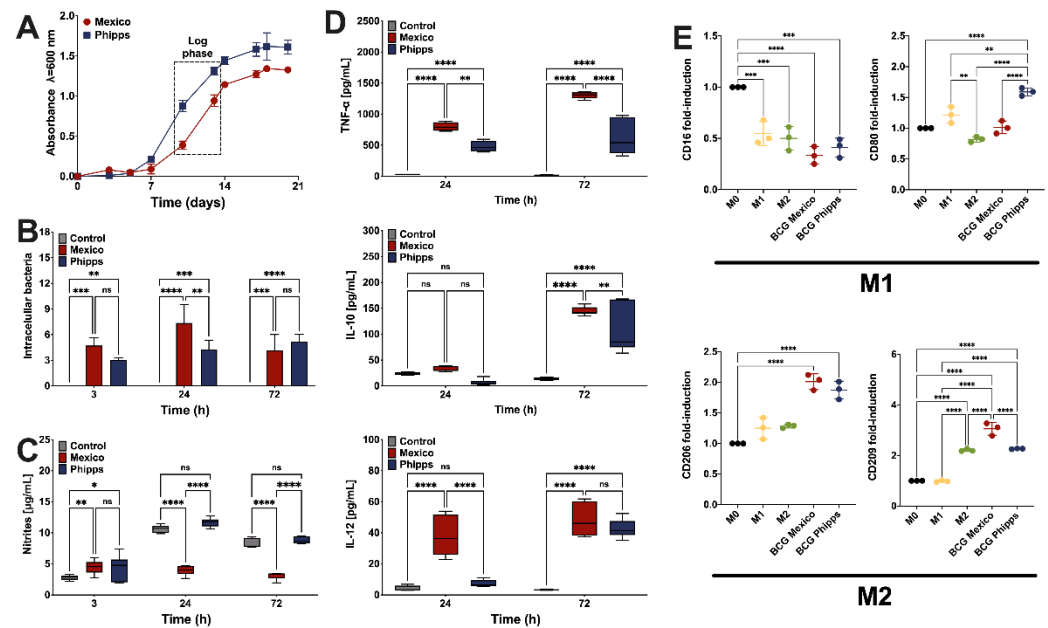 A
Mexico
Phipps
Log
phase
Absorbance λ=600 nm
2.0
1.5
1.0
0.5
0.0
0 7 14 21
Time (days)
B
Control
Mexico
Phipps
Intracelullar bacteria
18
15
12
9
6
3
0
** *** ****
*** ns **** ** *** ns
3 24 72
Time (h)
C
Control
Mexico
Phipps
Nitrites [µg/mL]
25
20
15
10
5
0
* ns ns
** ns **** **** **** ****
3 24 72
Time (h)
D
Control
Mexico
Phipps
TNF-α [pg/mL]
2500
2000
1500
1000
500
0
**** ****
**** ** **** ****
24 72
Time (h)
Control
Mexico
Phipps
IL-10 [pg/mL]
300
250
200
150
100
50
0
ns ****
ns ns **** **
24 72
Time (h)
Control
Mexico
Phipps
IL-12 [pg/mL]
120
100
80
60
40
20
0
ns ****
**** **** **** ns
24 72
Time (h)
E
CD16 fold-induction
1.5
1.0
0.5
0.0
***
****
***
***
M0 M1 M2 BCG Mexico BCG Phipps
CD80 fold-induction
2.0
1.5
1.0
0.5
0.0
****
**
****
** ****
M0 M1 M2 BCG Mexico BCG Phipps
M1
CD206 fold-induction
2.5
2.0
1.5
1.0
0.5
0.0
****
****
M0 M1 M2 BCG Mexico BCG Phipps
CD209 fold-induction
5
4
3
2
1
0
****
****
****
****
**** **** ****
M0 M1 M2 BCG Mexico BCG Phipps
M2